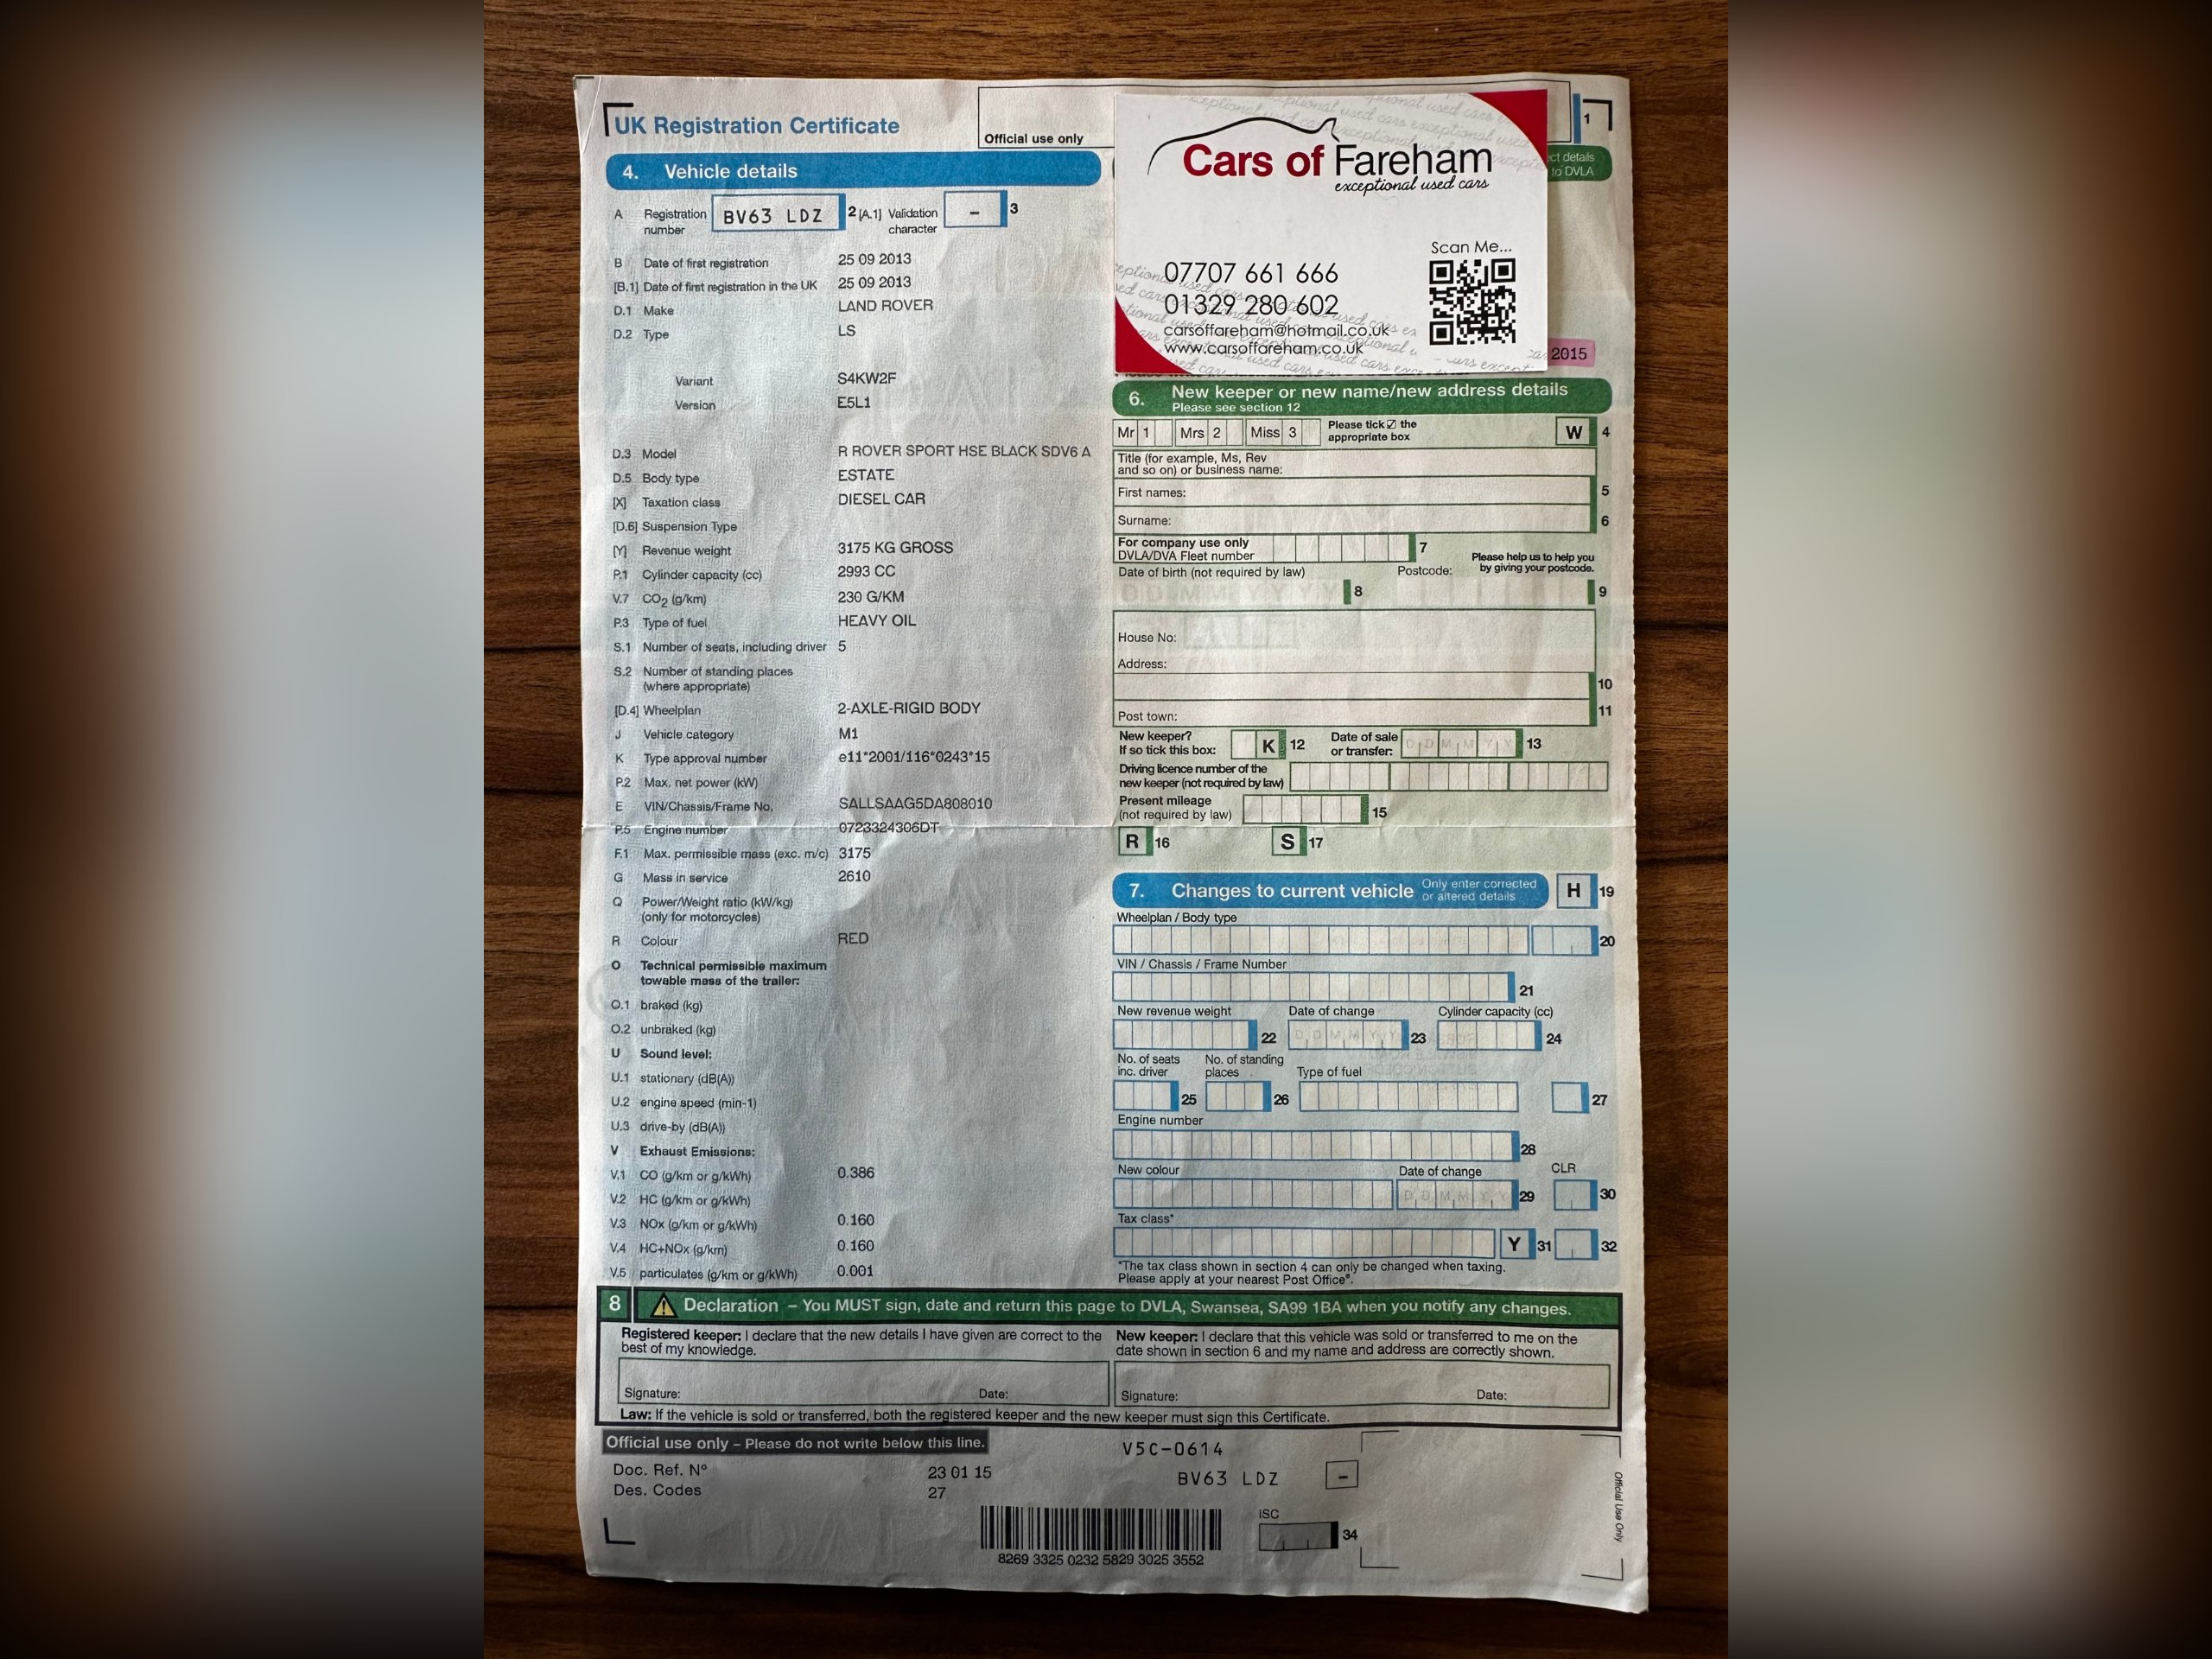 UK Registration Certificate
Official use only
1
4. Vehicle details
A Registration number BV63 LDZ 2 [A.1] Validation character – 3
B Date of first registration 25 09 2013
[B.1] Date of first registration in the UK 25 09 2013
D.1 Make LAND ROVER
D.2 Type LS
Variant S4KW2F
Version E5L1
D.3 Model R ROVER SPORT HSE BLACK SDV6 A
D.5 Body type ESTATE
[X] Taxation class DIESEL CAR
[D.6] Suspension Type
[Y] Revenue weight 3175 KG GROSS
P.1 Cylinder capacity (cc) 2993 CC
V.7 CO2 (g/km) 230 G/KM
P.3 Type of fuel HEAVY OIL
S.1 Number of seats, including driver 5
S.2 Number of standing places
(where appropriate)
[D.4] Wheelplan 2-AXLE-RIGID BODY
J Vehicle category M1
K Type approval number e11*2001/116*0243*15
P.2 Max. net power (kW)
E VIN/Chassis/Frame No. SALLSAAG5DA808010
P.5 Engine number 0723324306DT
F.1 Max. permissible mass (exc. m/c) 3175
G Mass in service 2610
Q Power/Weight ratio (kW/kg)
(only for motorcycles)
R Colour RED
O Technical permissible maximum
towable mass of the trailer:
O.1 braked (kg)
O.2 unbraked (kg)
U Sound level:
U.1 stationary (dB(A))
U.2 engine speed (min-1)
U.3 drive-by (dB(A))
V Exhaust Emissions:
V.1 CO (g/km or g/kWh) 0.386
V.2 HC (g/km or g/kWh)
V.3 NOx (g/km or g/kWh) 0.160
V.4 HC+NOx (g/km) 0.160
V.5 particulates (g/km or g/kWh) 0.001
Cars of Fareham
exceptional used cars
Scan Me...
07707 661 666
01329 280 602
carsoffareham@hotmail.co.uk
www.carsoffareham.co.uk
ct details
to DVLA
2015
6. New keeper or new name/new address details
Please see section 12
Mr 1 Mrs 2 Miss 3 Please tick ☑ the appropriate box W 4
Title (for example, Ms, Rev
and so on) or business name:
First names: 5
Surname: 6
For company use only
DVLA/DVA Fleet number 7
Please help us to help you
by giving your postcode.
Date of birth (not required by law) 8 Postcode: 9
House No:
Address:
10
Post town: 11
New keeper?
If so tick this box: K 12 Date of sale or transfer: D D M M Y Y 13
Driving licence number of the
new keeper (not required by law)
Present mileage
(not required by law) 15
R 16 S 17
7. Changes to current vehicle Only enter corrected or altered details H 19
Wheelplan / Body type
20
VIN / Chassis / Frame Number
21
New revenue weight Date of change Cylinder capacity (cc)
22 D D M M Y Y 23 24
No. of seats inc. driver No. of standing places Type of fuel
25 26 27
Engine number
28
New colour Date of change CLR
D D M M Y Y 29 30
Tax class*
Y 31 32
*The tax class shown in section 4 can only be changed when taxing.
Please apply at your nearest Post Office®.
8 Declaration – You MUST sign, date and return this page to DVLA, Swansea, SA99 1BA when you notify any changes.
Registered keeper: I declare that the new details I have given are correct to the
best of my knowledge.
Signature: Date:
New keeper: I declare that this vehicle was sold or transferred to me on the
date shown in section 6 and my name and address are correctly shown.
Signature: Date:
Law: If the vehicle is sold or transferred, both the registered keeper and the new keeper must sign this Certificate.
Official use only – Please do not write below this line.
Doc. Ref. Nº 23 01 15
Des. Codes 27
V5C-0614
BV63 LDZ –
ISC
34
8269 3325 0232 5829 3025 3552
Official Use Only